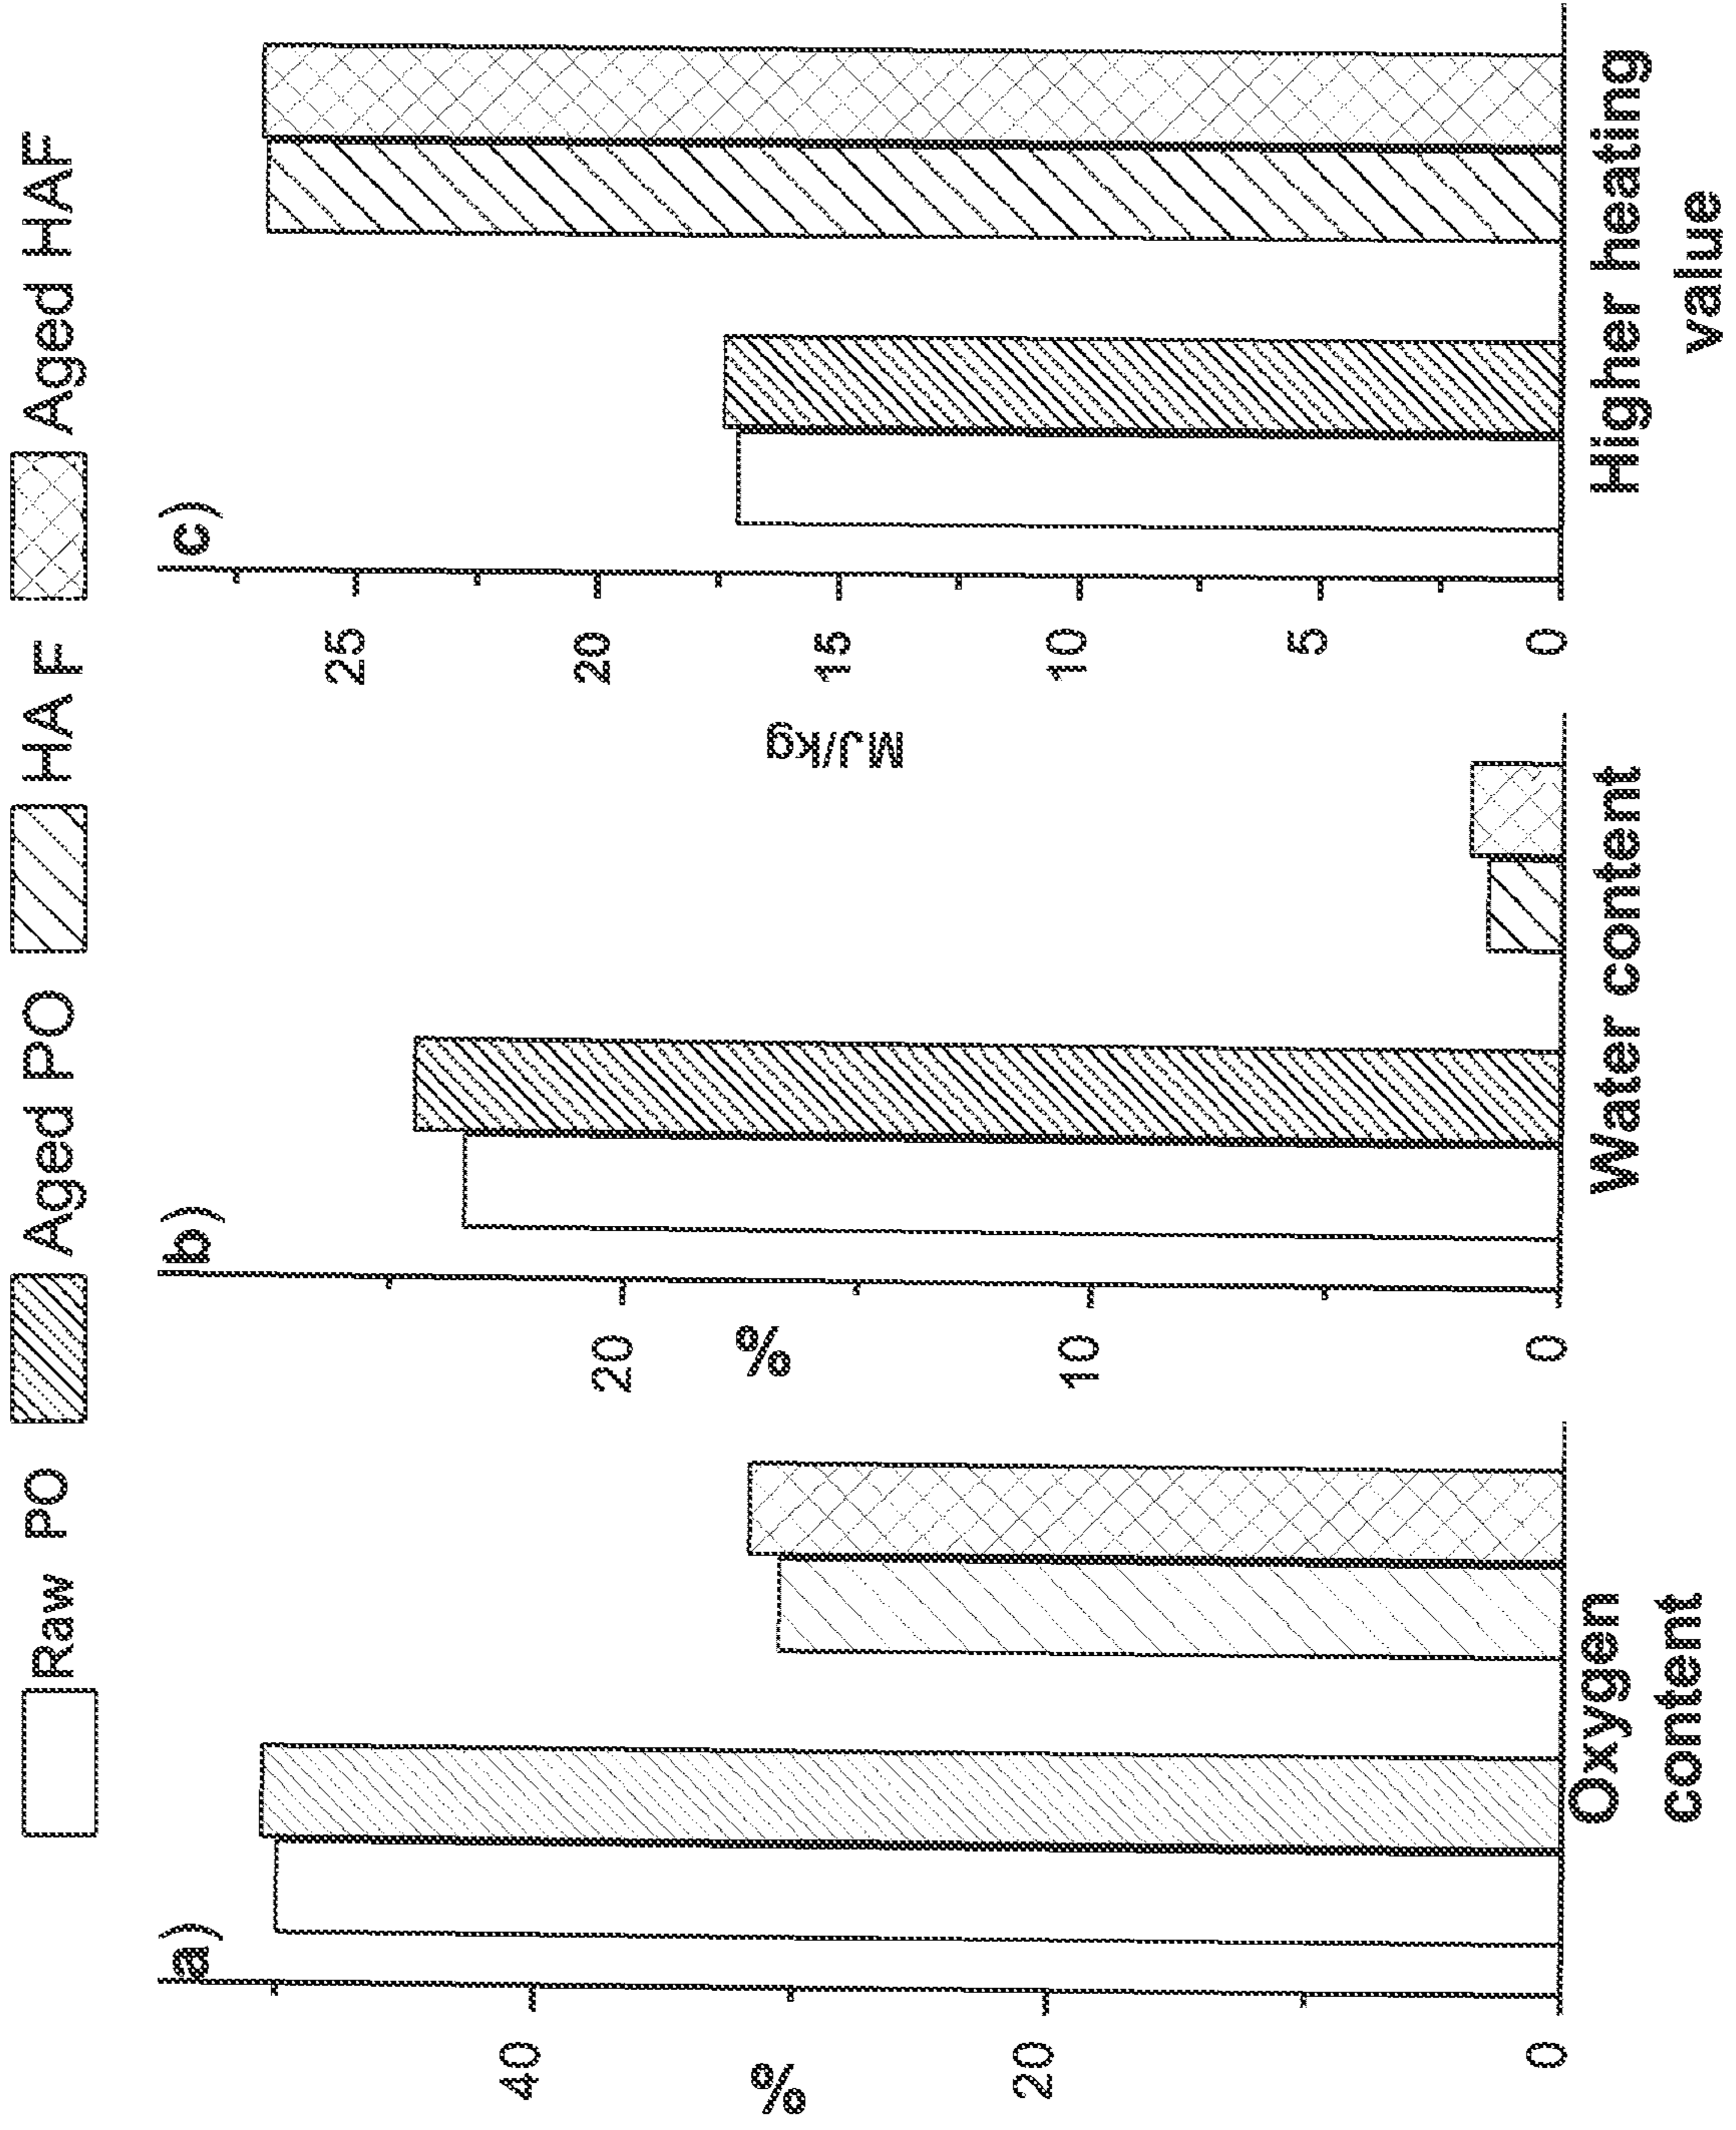 Raw PO Aged PO HAF Aged HAF
a)
40
20
0
%
Oxygen
content
b)
20
10
0
%
Water content
c)
25
20
15
10
5
0
MJ/kg
Higher heating
value